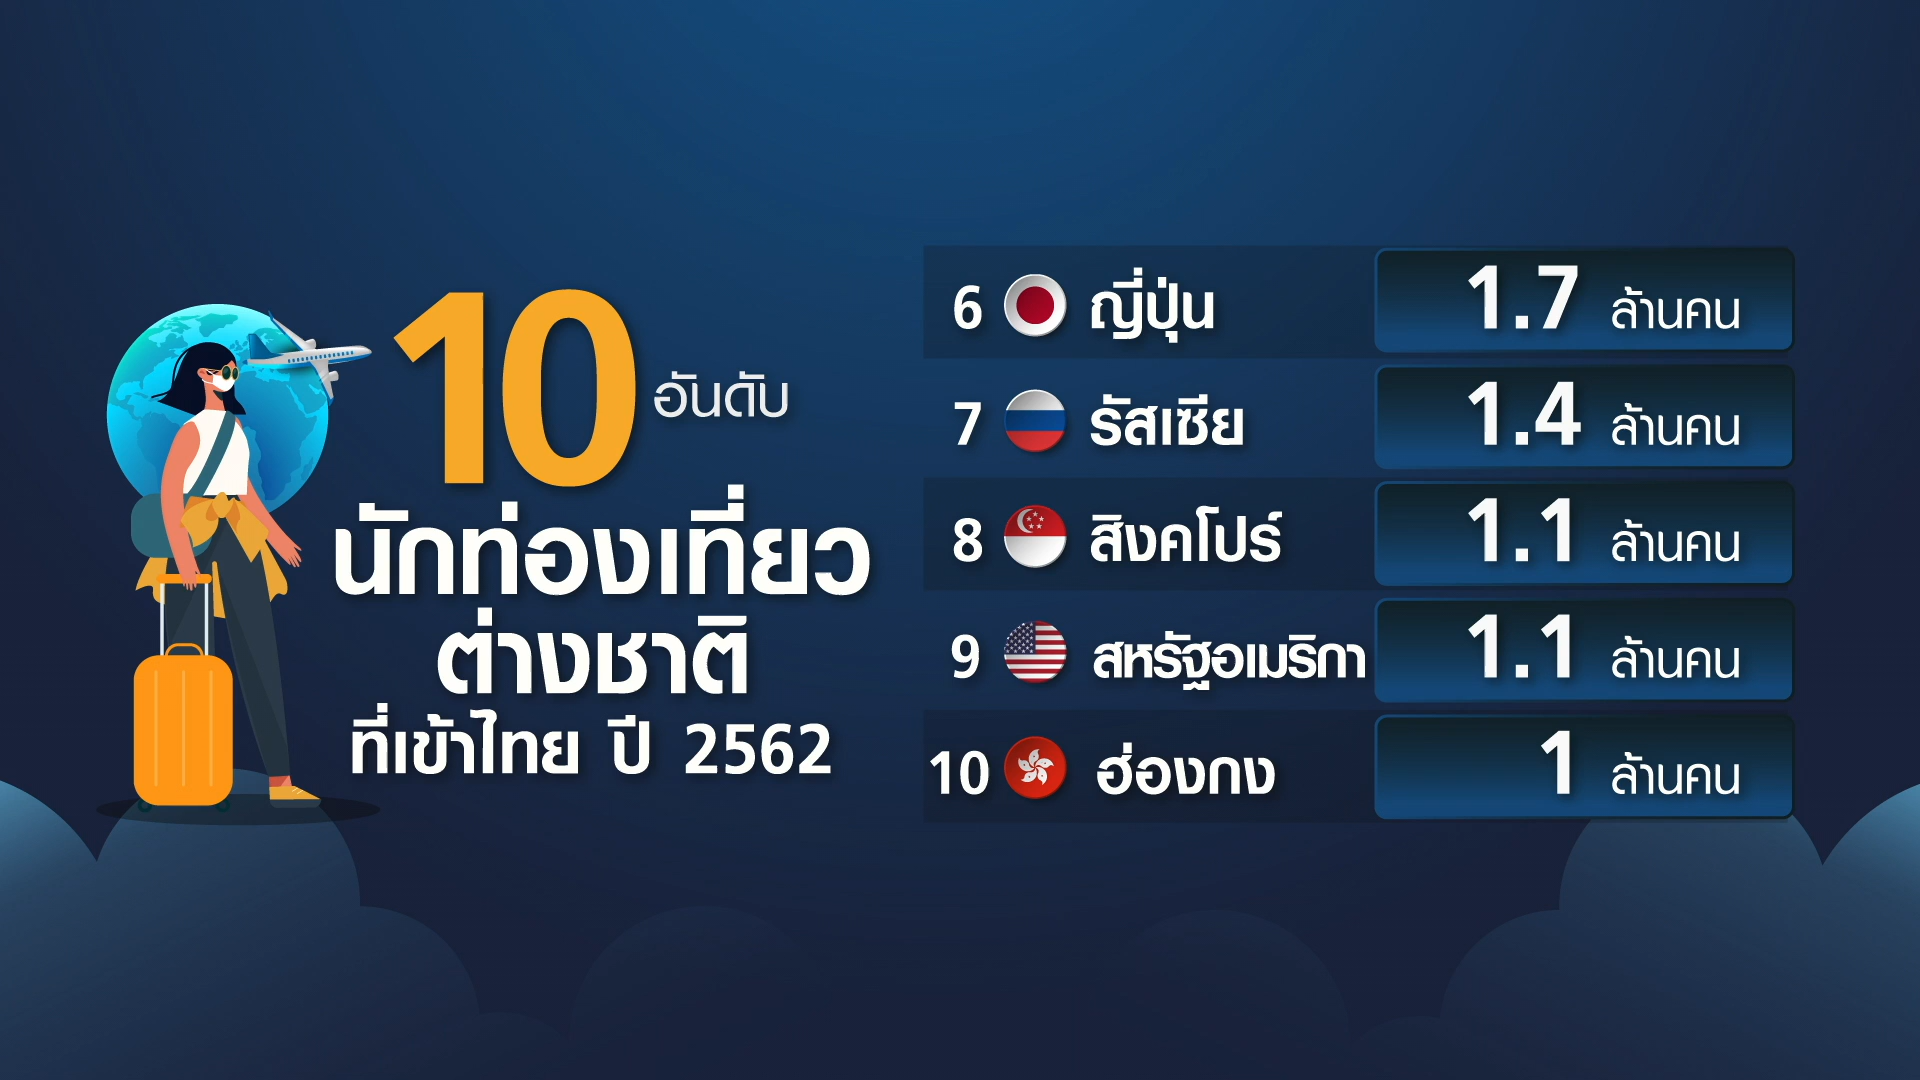 10 อันดับ
นักท่องเที่ยว
ต่างชาติ
ที่เข้าไทย ปี 2562
6 ญี่ปุ่น 1.7 ล้านคน
7 รัสเซีย 1.4 ล้านคน
8 สิงคโปร์ 1.1 ล้านคน
9 สหรัฐอเมริกา 1.1 ล้านคน
10 ฮ่องกง 1 ล้านคน